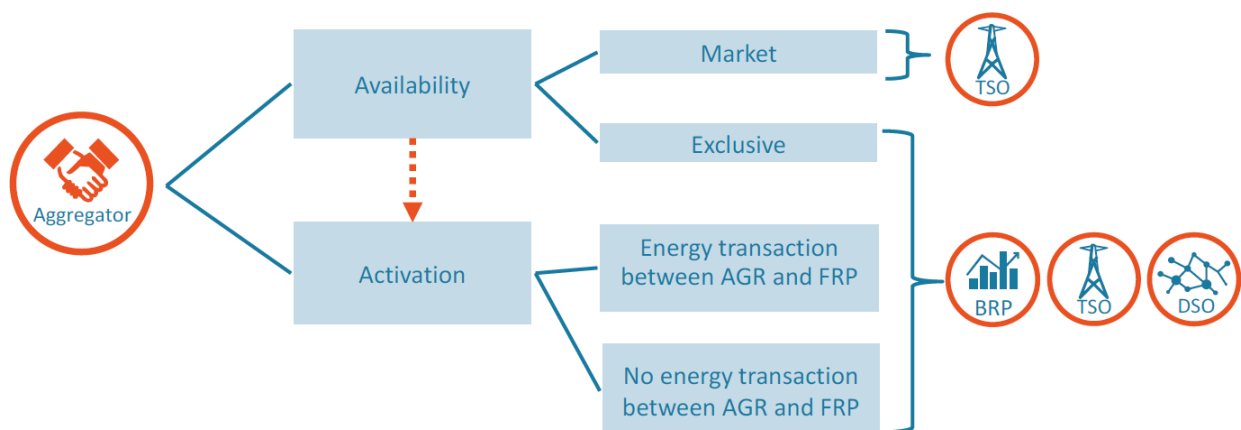 Aggregator
Availability
Activation
Market
Exclusive
Energy transaction
between AGR and FRP
No energy transaction
between AGR and FRP
TSO
BRP
TSO
DSO